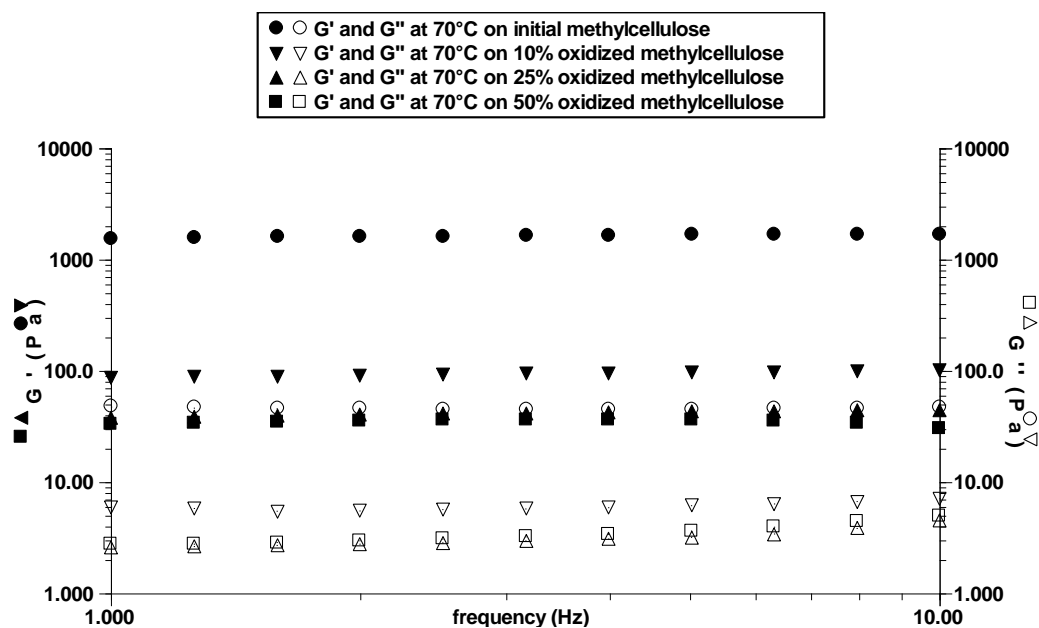 G' and G'' at 70°C on initial methylcellulose
G' and G'' at 70°C on 10% oxidized methylcellulose
G' and G'' at 70°C on 25% oxidized methylcellulose
G' and G'' at 70°C on 50% oxidized methylcellulose
10000
1000
100.0
10.00
1.000
G ' (P a)
10000
1000
100.0
10.00
1.000
G '' (P a)
1.000
frequency (Hz)
10.00